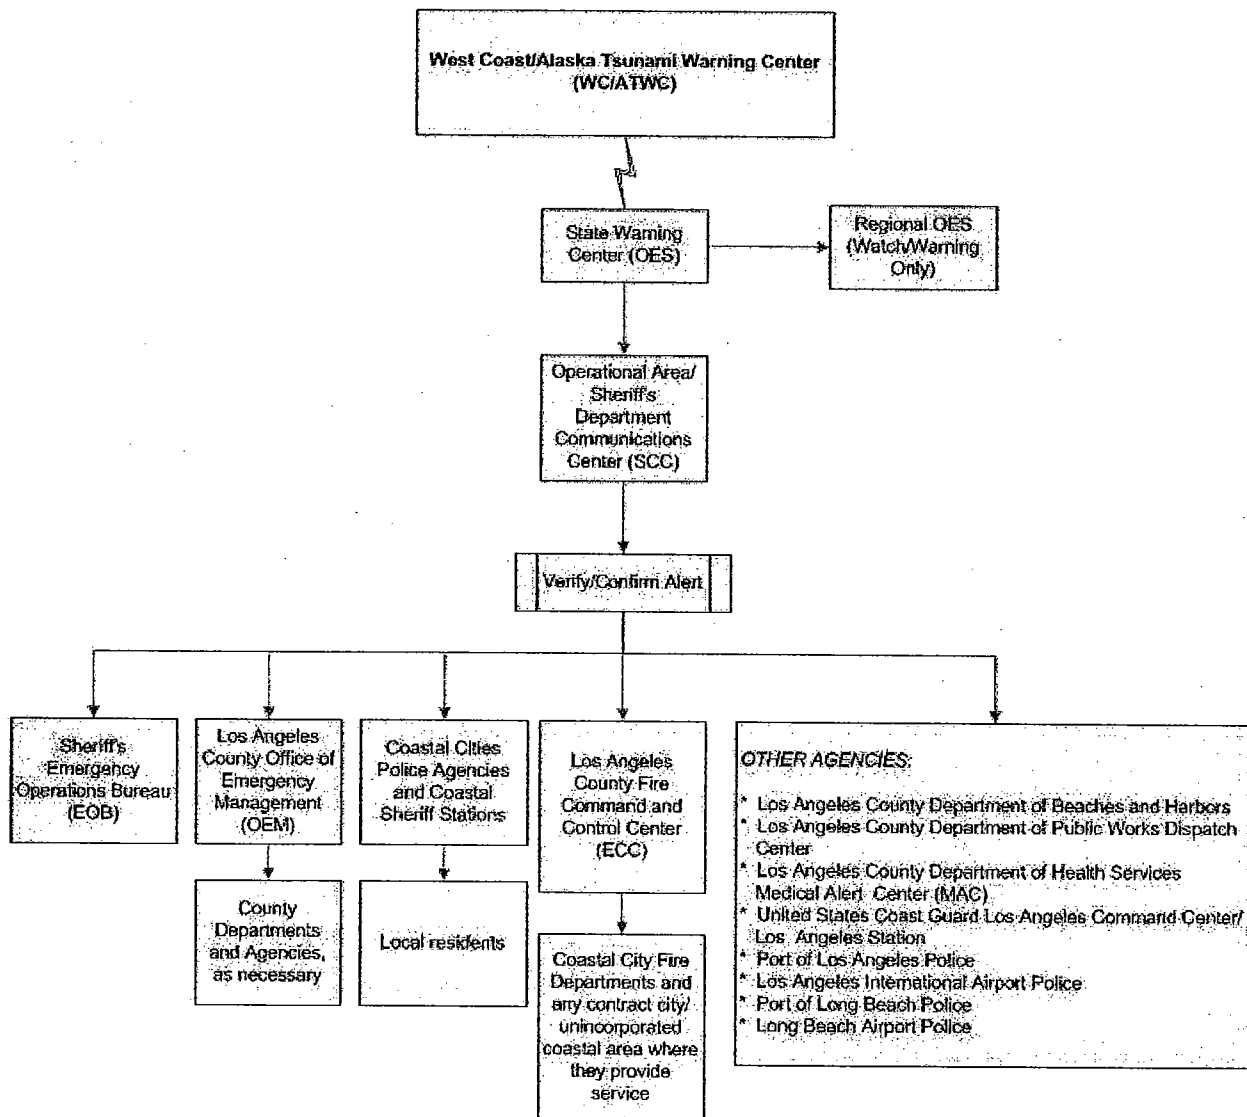 West Coast/Alaska Tsunami Warning Center
(WC/ATWC)
State Warning
Center (OES)
Regional OES
(Watch/Warning
Only)
Operational Area/
Sheriff's
Department
Communications
Center (SCC)
Verify/Confirm Alert
Sheriff's
Emergency
Operations Bureau
(EOB)
Los Angeles
County Office of
Emergency
Management
(OEM)
Coastal Cities
Police Agencies
and Coastal
Sheriff Stations
Los Angeles
County Fire
Command and
Control Center
(ECC)
OTHER AGENCIES:
* Los Angeles County Department of Beaches and Harbors
* Los Angeles County Department of Public Works Dispatch
Center
* Los Angeles County Department of Health Services
Medical Alert Center (MAC)
* United States Coast Guard Los Angeles Command Center/
Los Angeles Station
* Port of Los Angeles Police
* Los Angeles International Airport Police
* Port of Long Beach Police
* Long Beach Airport Police
County
Departments
and Agencies,
as necessary
Local residents
Coastal City Fire
Departments and
any contract city/
unincorporated
coastal area where
they provide
service